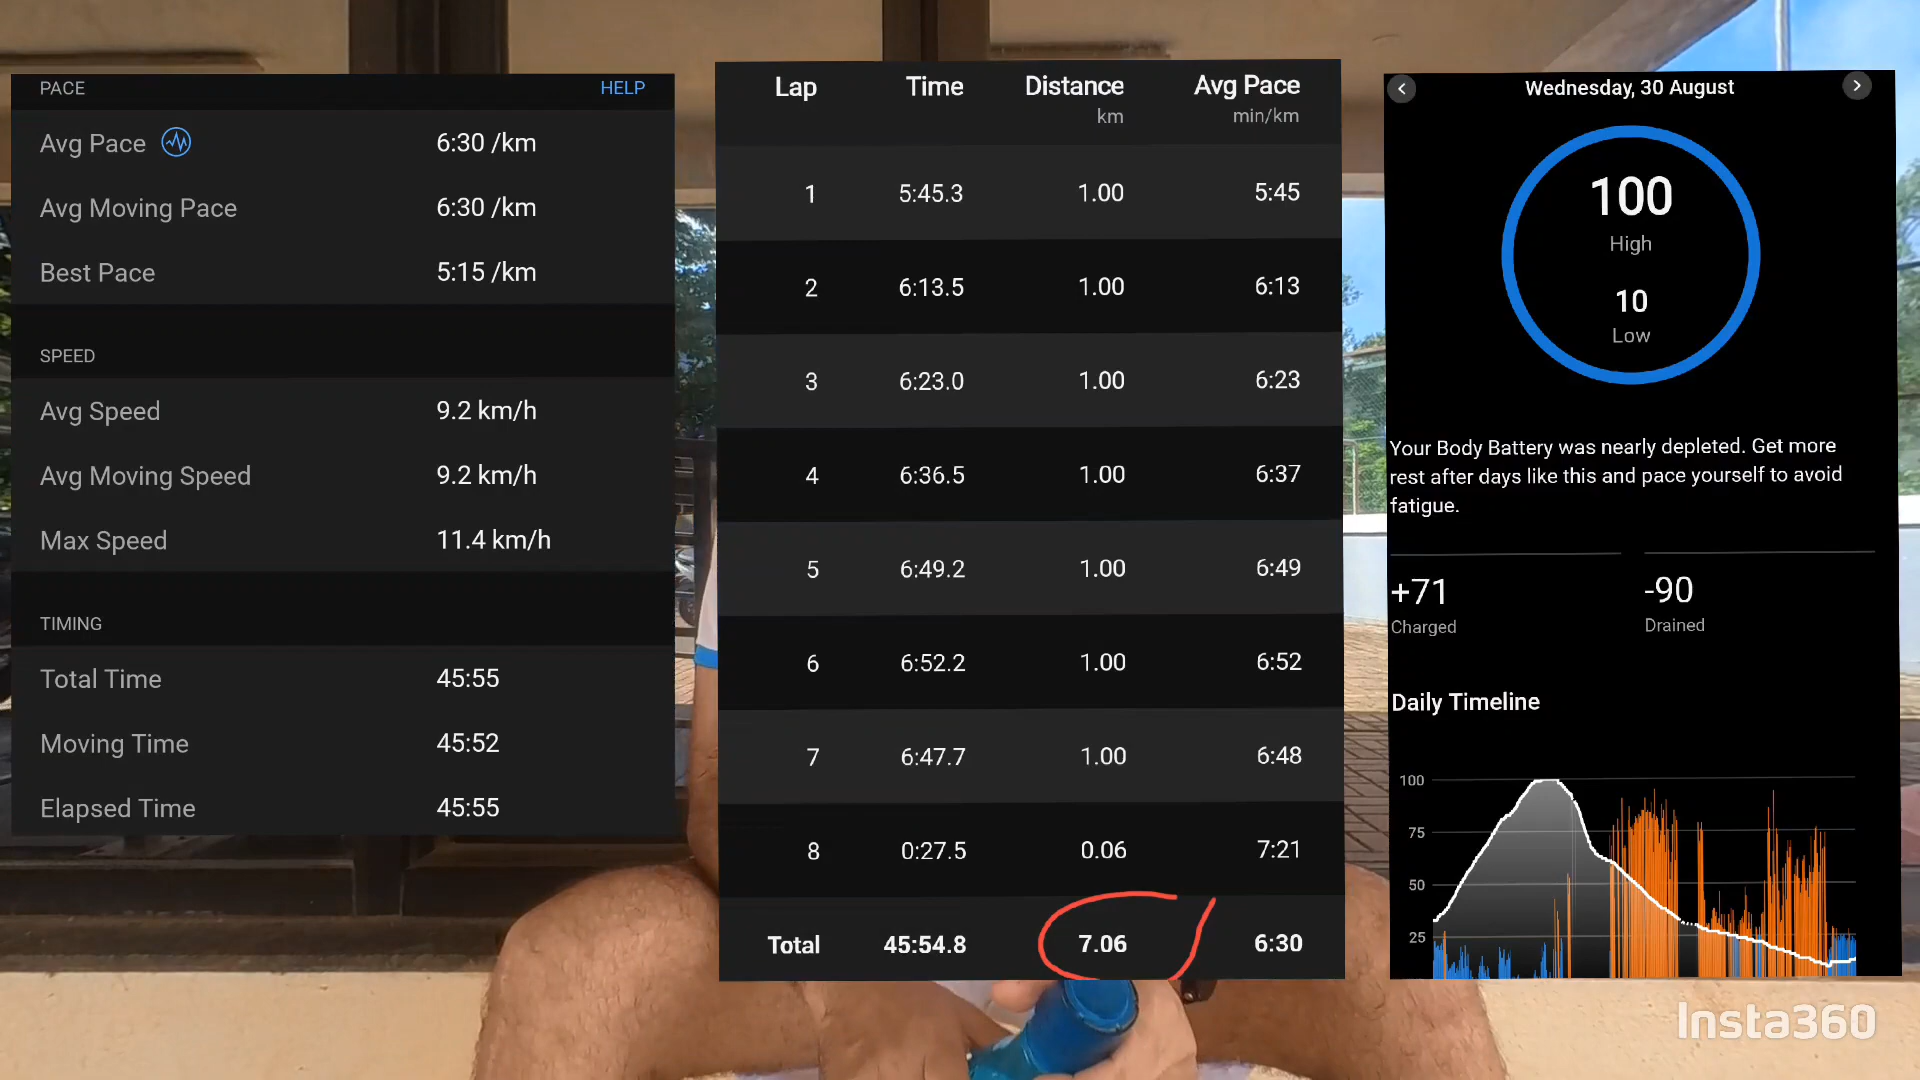 PACE HELP
Avg Pace 6:30 /km
Avg Moving Pace 6:30 /km
Best Pace 5:15 /km
SPEED
Avg Speed 9.2 km/h
Avg Moving Speed 9.2 km/h
Max Speed 11.4 km/h
TIMING
Total Time 45:55
Moving Time 45:52
Elapsed Time 45:55
Lap Time Distance Avg Pace
km min/km
1 5:45.3 1.00 5:45
2 6:13.5 1.00 6:13
3 6:23.0 1.00 6:23
4 6:36.5 1.00 6:37
5 6:49.2 1.00 6:49
6 6:52.2 1.00 6:52
7 6:47.7 1.00 6:48
8 0:27.5 0.06 7:21
Total 45:54.8 7.06 6:30
Wednesday, 30 August
100
High
10
Low
Your Body Battery was nearly depleted. Get more
rest after days like this and pace yourself to avoid
fatigue.
+71 -90
Charged Drained
Daily Timeline
100
75
50
25
Insta360